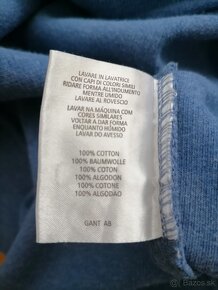 LAVARE IN LAVATRICE
CON CAPI DI COLORI SIMILI
RIDARE FORMA ALL'INDUMENTO
MENTRE UMIDO
LAVARE AL ROVESCIO
LAVAR NA MÁQUINA COM
CORES SIMILARES
VOLTAR A DAR FORMA
ENQUANTO HÚMIDO
LAVAR DO AVESSO
100% COTTON
100% BAUMWOLLE
100% COTON
100% ALGODON
100% COTONE
100% ALGODAO
GANT AB
bazos.sk